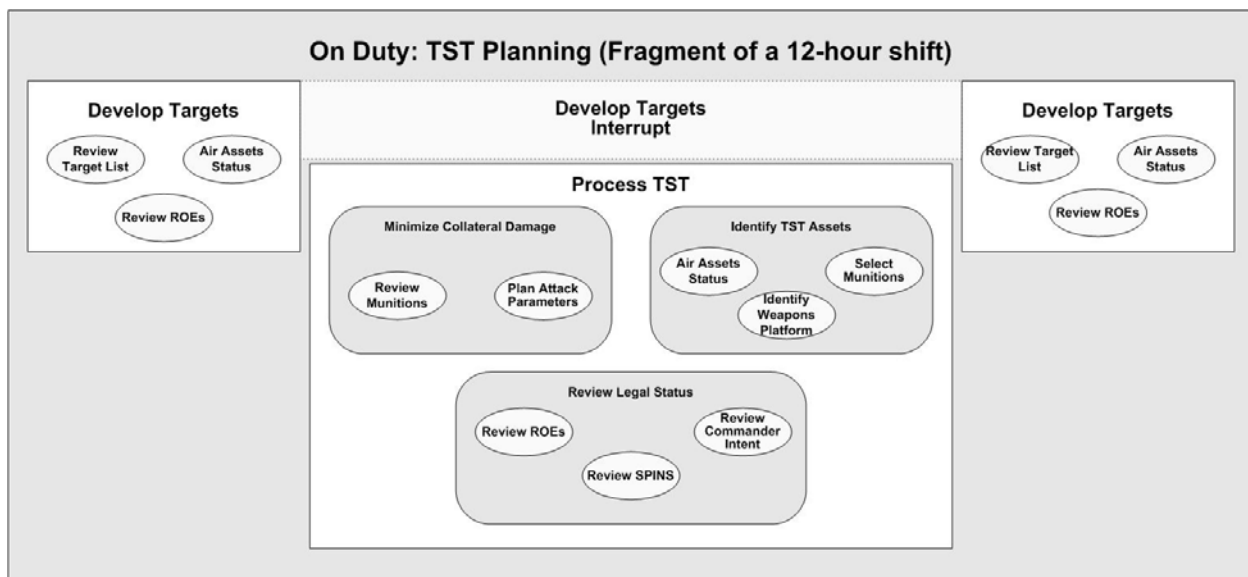 On Duty: TST Planning (Fragment of a 12-hour shift)
Develop Targets
Review
Target List
Air Assets
Status
Review ROEs
Develop Targets
Interrupt
Develop Targets
Review Target
List
Air Assets
Status
Review ROEs
Process TST
Minimize Collateral Damage
Review
Munitions
Plan Attack
Parameters
Identify TST Assets
Air Assets
Status
Select
Munitions
Identify
Weapons
Platform
Review Legal Status
Review ROEs
Review
Commander
Intent
Review SPINS